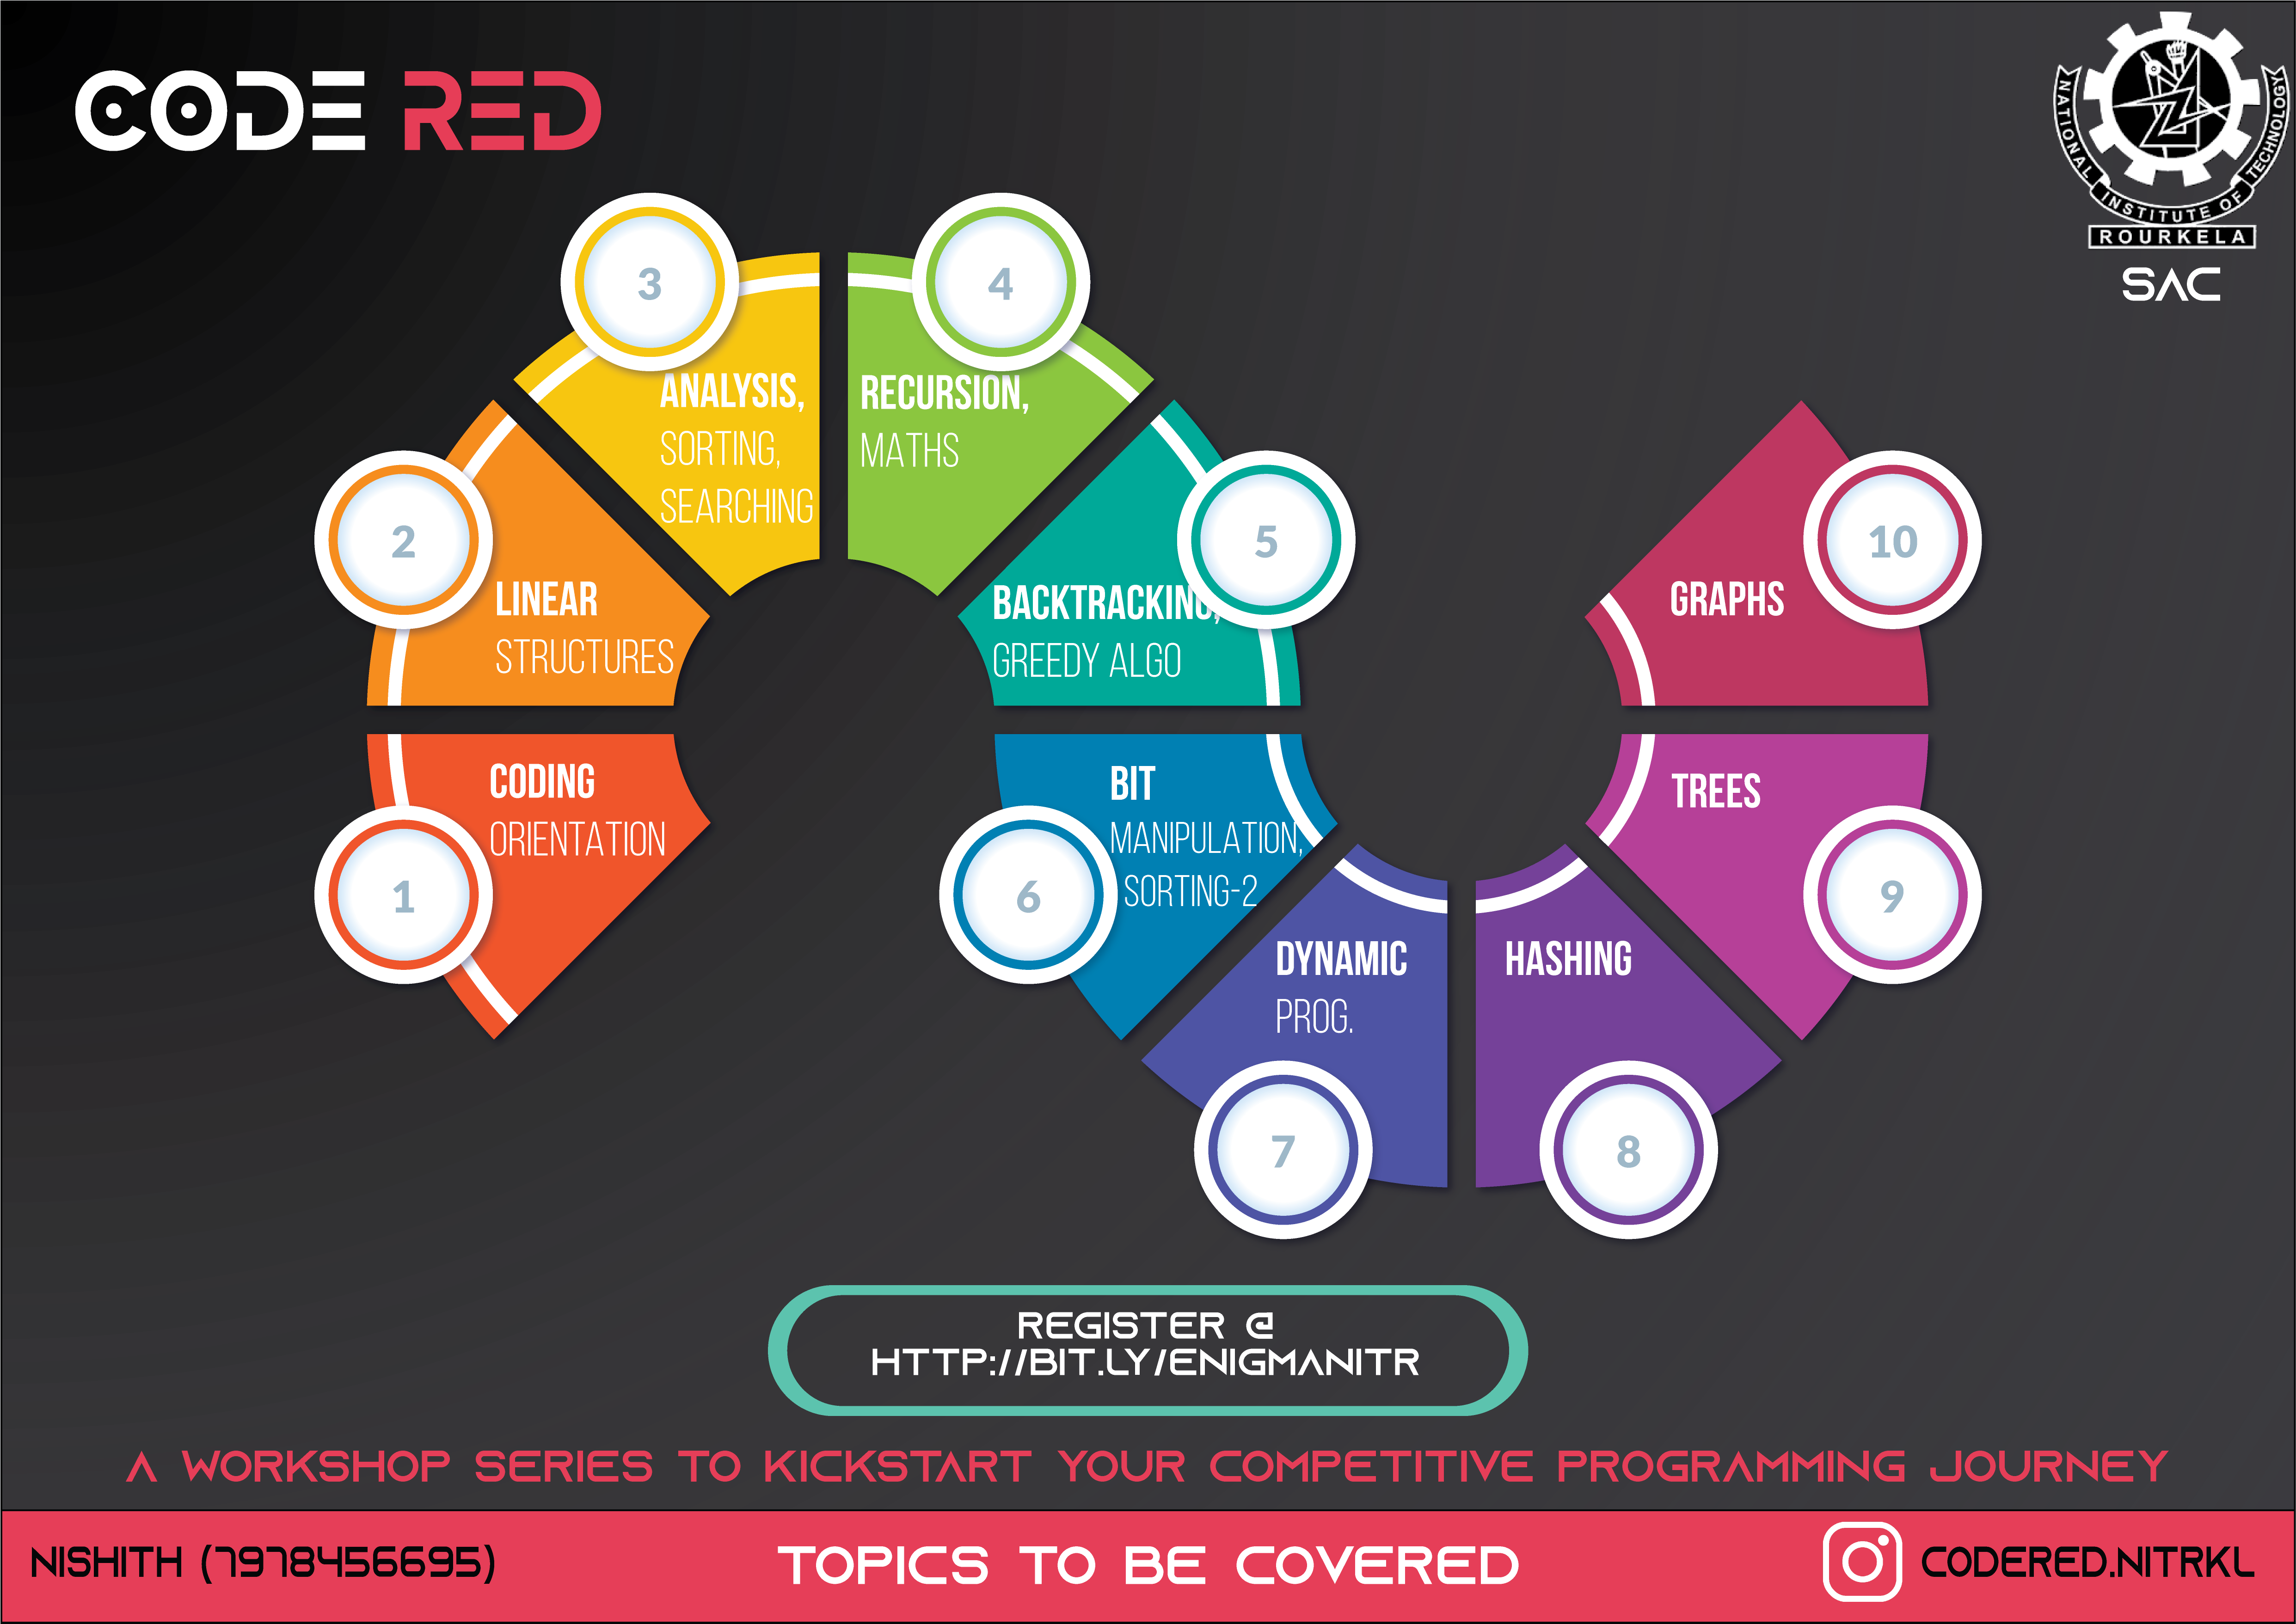 CODE RED
NATIONAL INSTITUTE OF TECHNOLOGY
ROURKELA
SAC
1
CODING
ORIENTATION
2
LINEAR
STRUCTURES
3
ANALYSIS,
SORTING,
SEARCHING
4
RECURSION,
MATHS
5
BACKTRACKING,
GREEDY ALGO
6
BIT
MANIPULATION,
SORTING-2
7
DYNAMIC
PROG.
8
HASHING
9
TREES
10
GRAPHS
REGISTER @
HTTP://BIT.LY/ENIGMANITR
A WORKSHOP SERIES TO KICKSTART YOUR COMPETITIVE PROGRAMMING JOURNEY
NISHITH (7978456695)
TOPICS TO BE COVERED
CODERED.NITRKL